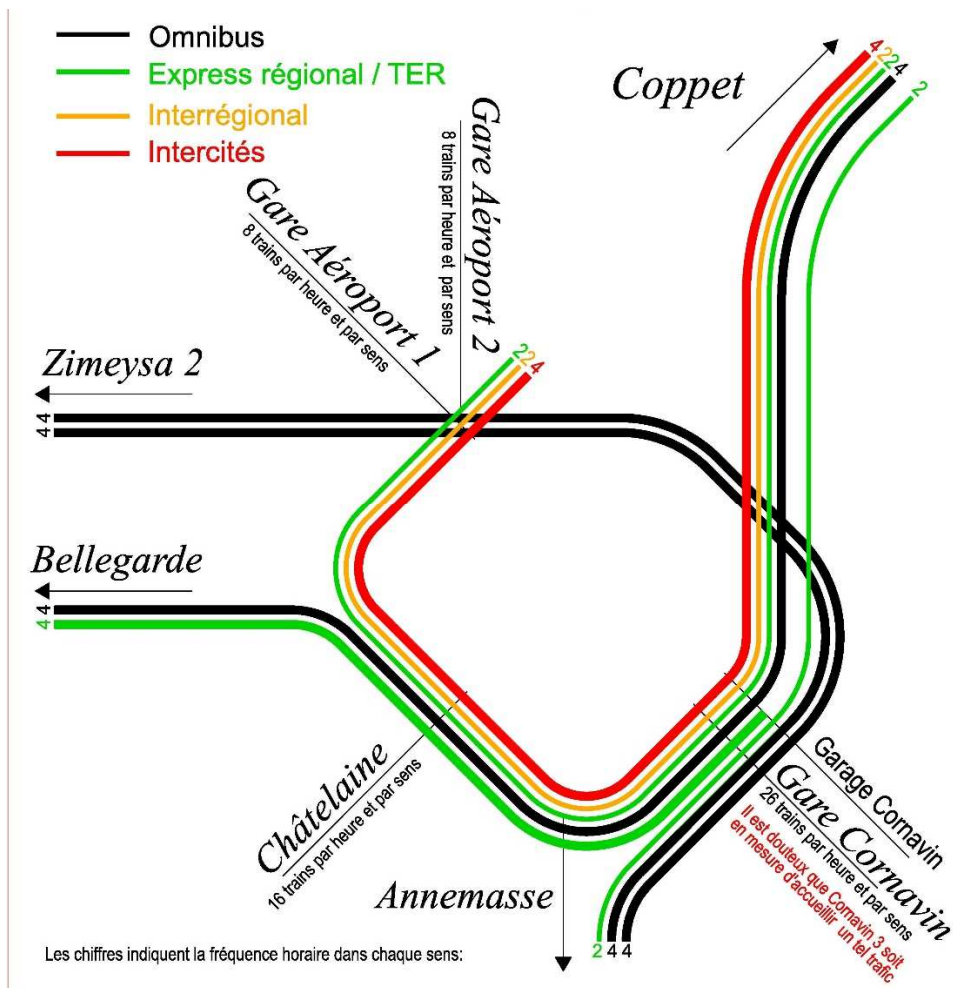 Omnibus
Express régional / TER
Interrégional
Intercités
Coppet
4 2 2 4 2
Gare Aéroport 2
8 trains par heure et par sens
Gare Aéroport 1
8 trains par heure et par sens
2 2 4
Zimeysa 2
4 4
Bellegarde
4 4
Châtelaine
16 trains par heure et par sens
Annemasse
Garage Cornavin
Gare Cornavin
26 trains par heure et par sens
Il est douteux que Cornavin 3 soit
en mesure d'accueillir un tel trafic
2 4 4
Les chiffres indiquent la fréquence horaire dans chaque sens: